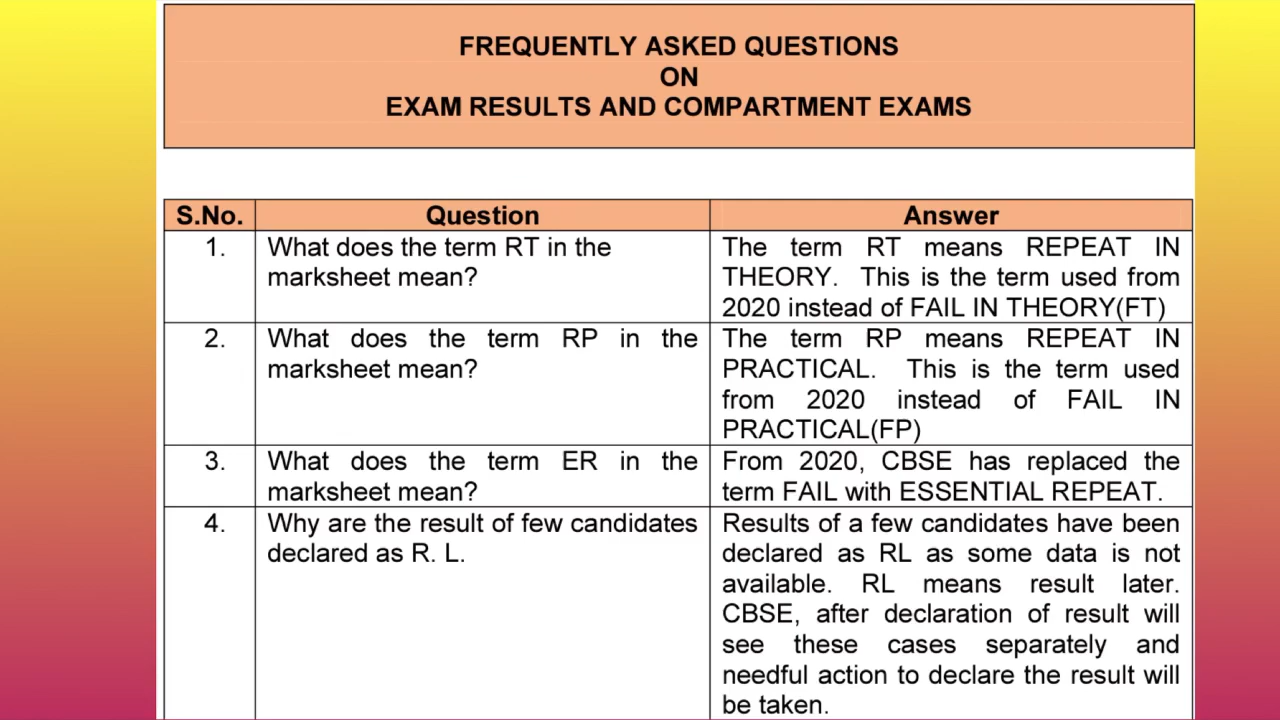 FREQUENTLY ASKED QUESTIONS
ON
EXAM RESULTS AND COMPARTMENT EXAMS
S.No. Question Answer
1. What does the term RT in the
marksheet mean?
The term RT means REPEAT IN
THEORY. This is the term used from
2020 instead of FAIL IN THEORY(FT)
2. What does the term RP in the
marksheet mean?
The term RP means REPEAT IN
PRACTICAL. This is the term used
from 2020 instead of FAIL IN
PRACTICAL(FP)
3. What does the term ER in the
marksheet mean?
From 2020, CBSE has replaced the
term FAIL with ESSENTIAL REPEAT.
4. Why are the result of few candidates
declared as R. L.
Results of a few candidates have been
declared as RL as some data is not
available. RL means result later.
CBSE, after declaration of result will
see these cases separately and
needful action to declare the result will
be taken.